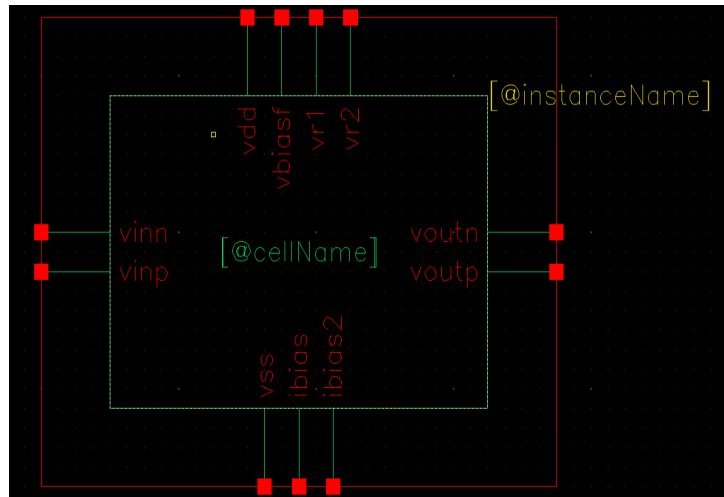 [@instanceName]
vdd
vbiasf
vr1
vr2
vinn
voutn
[@cellName]
vinp
voutp
vss
ibias
ibias2